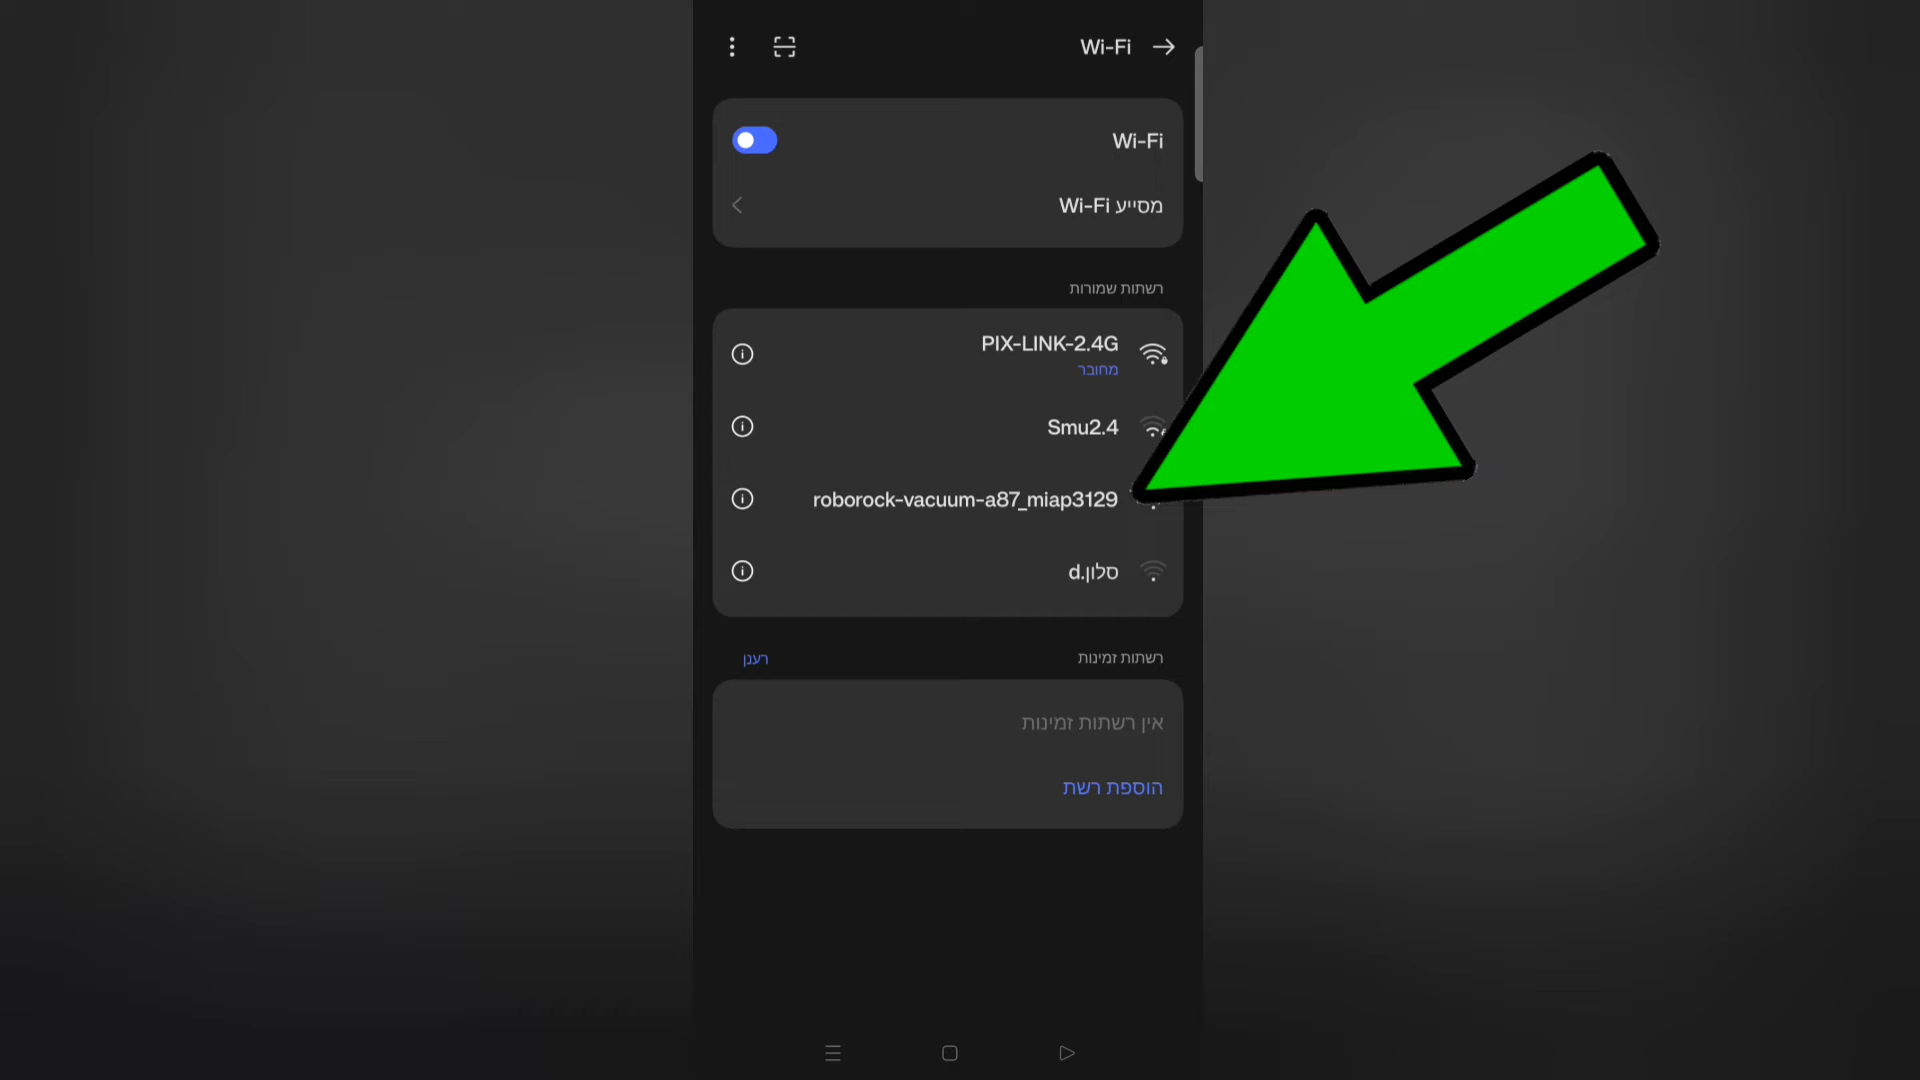 Wi-Fi
Wi-Fi
מסייע Wi-Fi
רשתות שמורות
PIX-LINK-2.4G
מחובר
Smu2.4
roborock-vacuum-a87_miap3129
סלון.d
רשתות זמינות
רענן
אין רשתות זמינות
הוספת רשת